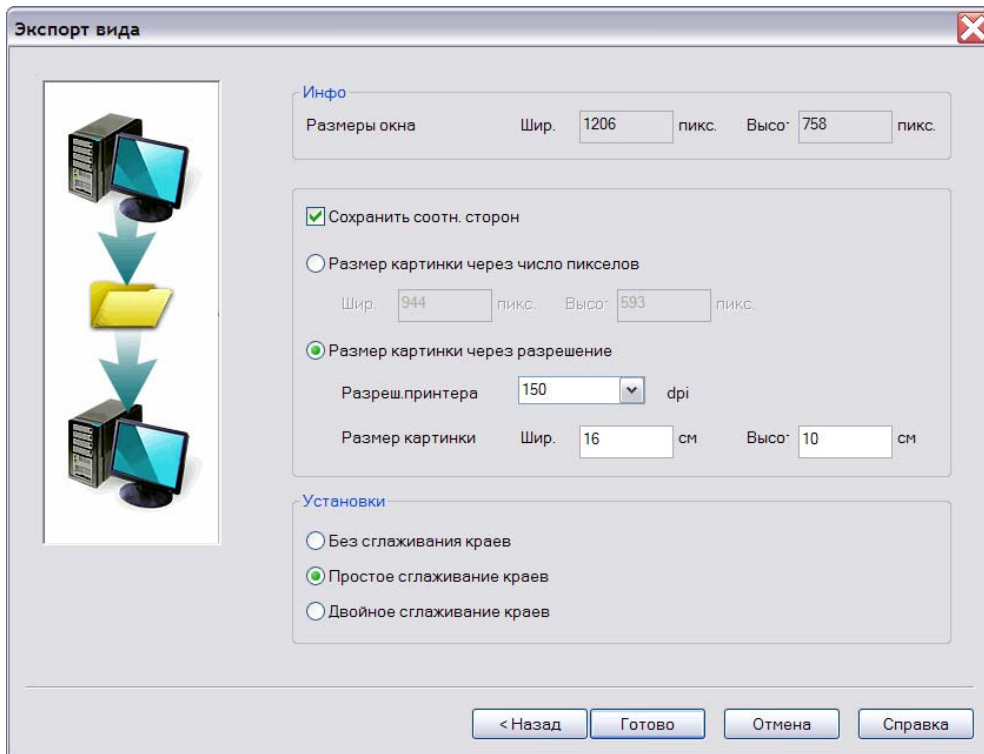 Экспорт вида
Инфо
Размеры окна Шир. 1206 пикс. Высо 758 пикс.
Сохранить соотн. сторон
Размер картинки через число пикселов
Шир. 944 пикс. Высо 593 пикс.
Размер картинки через разрешение
Разреш.принтера 150 dpi
Размер картинки Шир. 16 см Высо 10 см
Установки
Без сглаживания краев
Простое сглаживание краев
Двойное сглаживание краев
< Назад Готово Отмена Справка